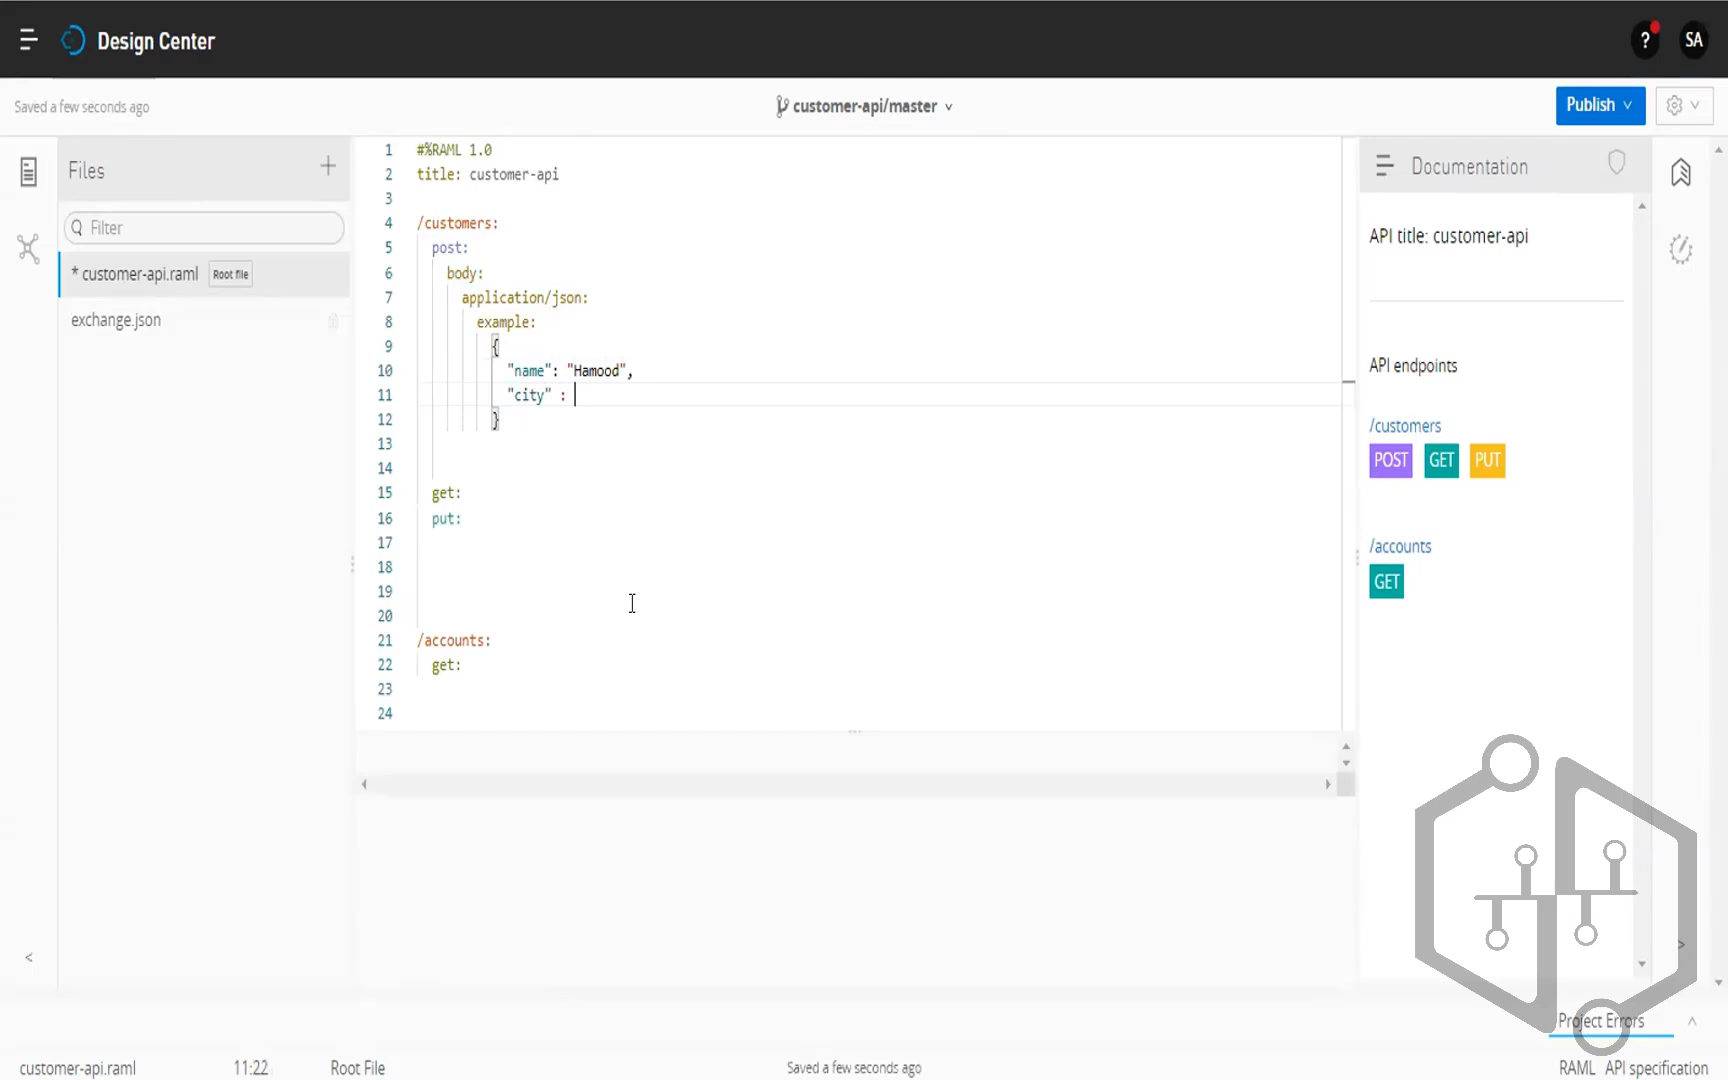 Design Center
?
SA
Saved a few seconds ago
customer-api/master
Publish
Files
Filter
* customer-api.raml Root file
exchange.json
1 #%RAML 1.0
2 title: customer-api
3
4 /customers:
5 post:
6 body:
7 application/json:
8 example:
9 {
10 "name": "Hamood",
11 "city" :
12 }
13
14
15 get:
16 put:
17
18
19
20
21 /accounts:
22 get:
23
24
Documentation
API title: customer-api
API endpoints
/customers
POST GET PUT
/accounts
GET
Project Errors
customer-api.raml 11:22 Root File Saved a few seconds ago RAML API specification